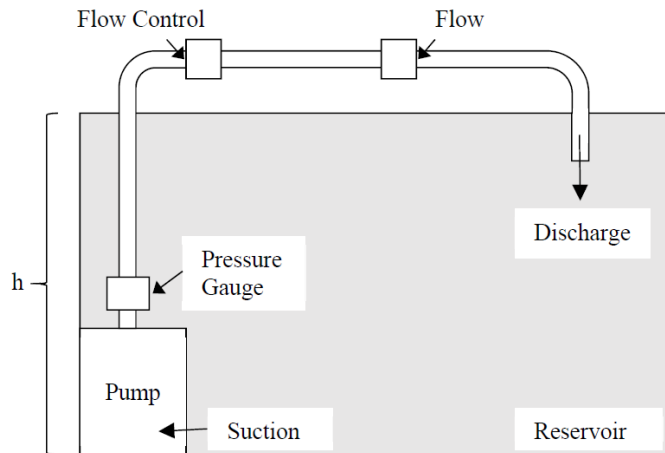 Flow Control
Flow
Discharge
Pressure
Gauge
h
Pump
Suction
Reservoir